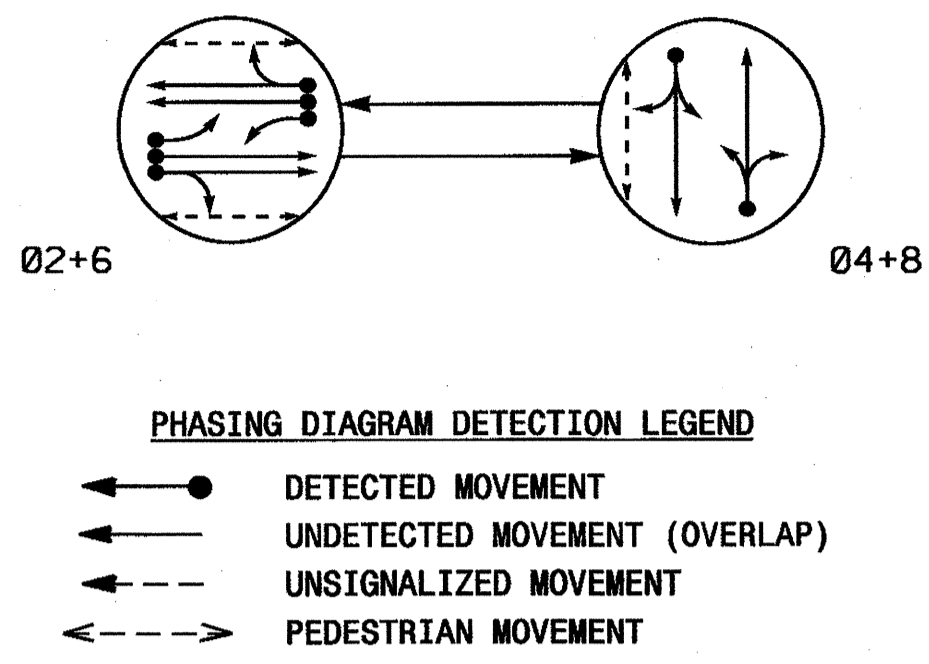 Ø2+6
Ø4+8
PHASING DIAGRAM DETECTION LEGEND
DETECTED MOVEMENT
UNDETECTED MOVEMENT (OVERLAP)
UNSIGNALIZED MOVEMENT
PEDESTRIAN MOVEMENT